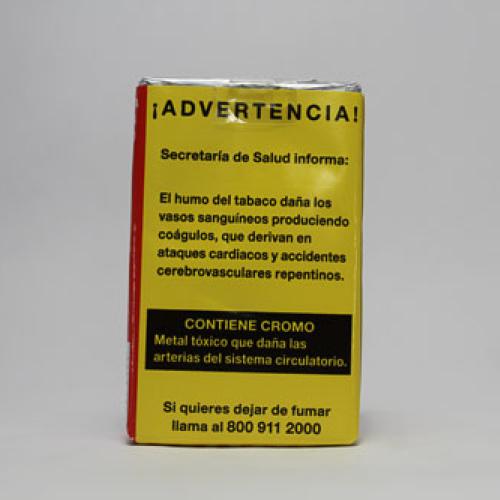 ¡ADVERTENCIA!
Secretaría de Salud informa:
El humo del tabaco daña los
vasos sanguíneos produciendo
coágulos, que derivan en
ataques cardiacos y accidentes
cerebrovasculares repentinos.
CONTIENE CROMO
Metal tóxico que daña las
arterias del sistema circulatorio.
Si quieres dejar de fumar
llama al 800 911 2000